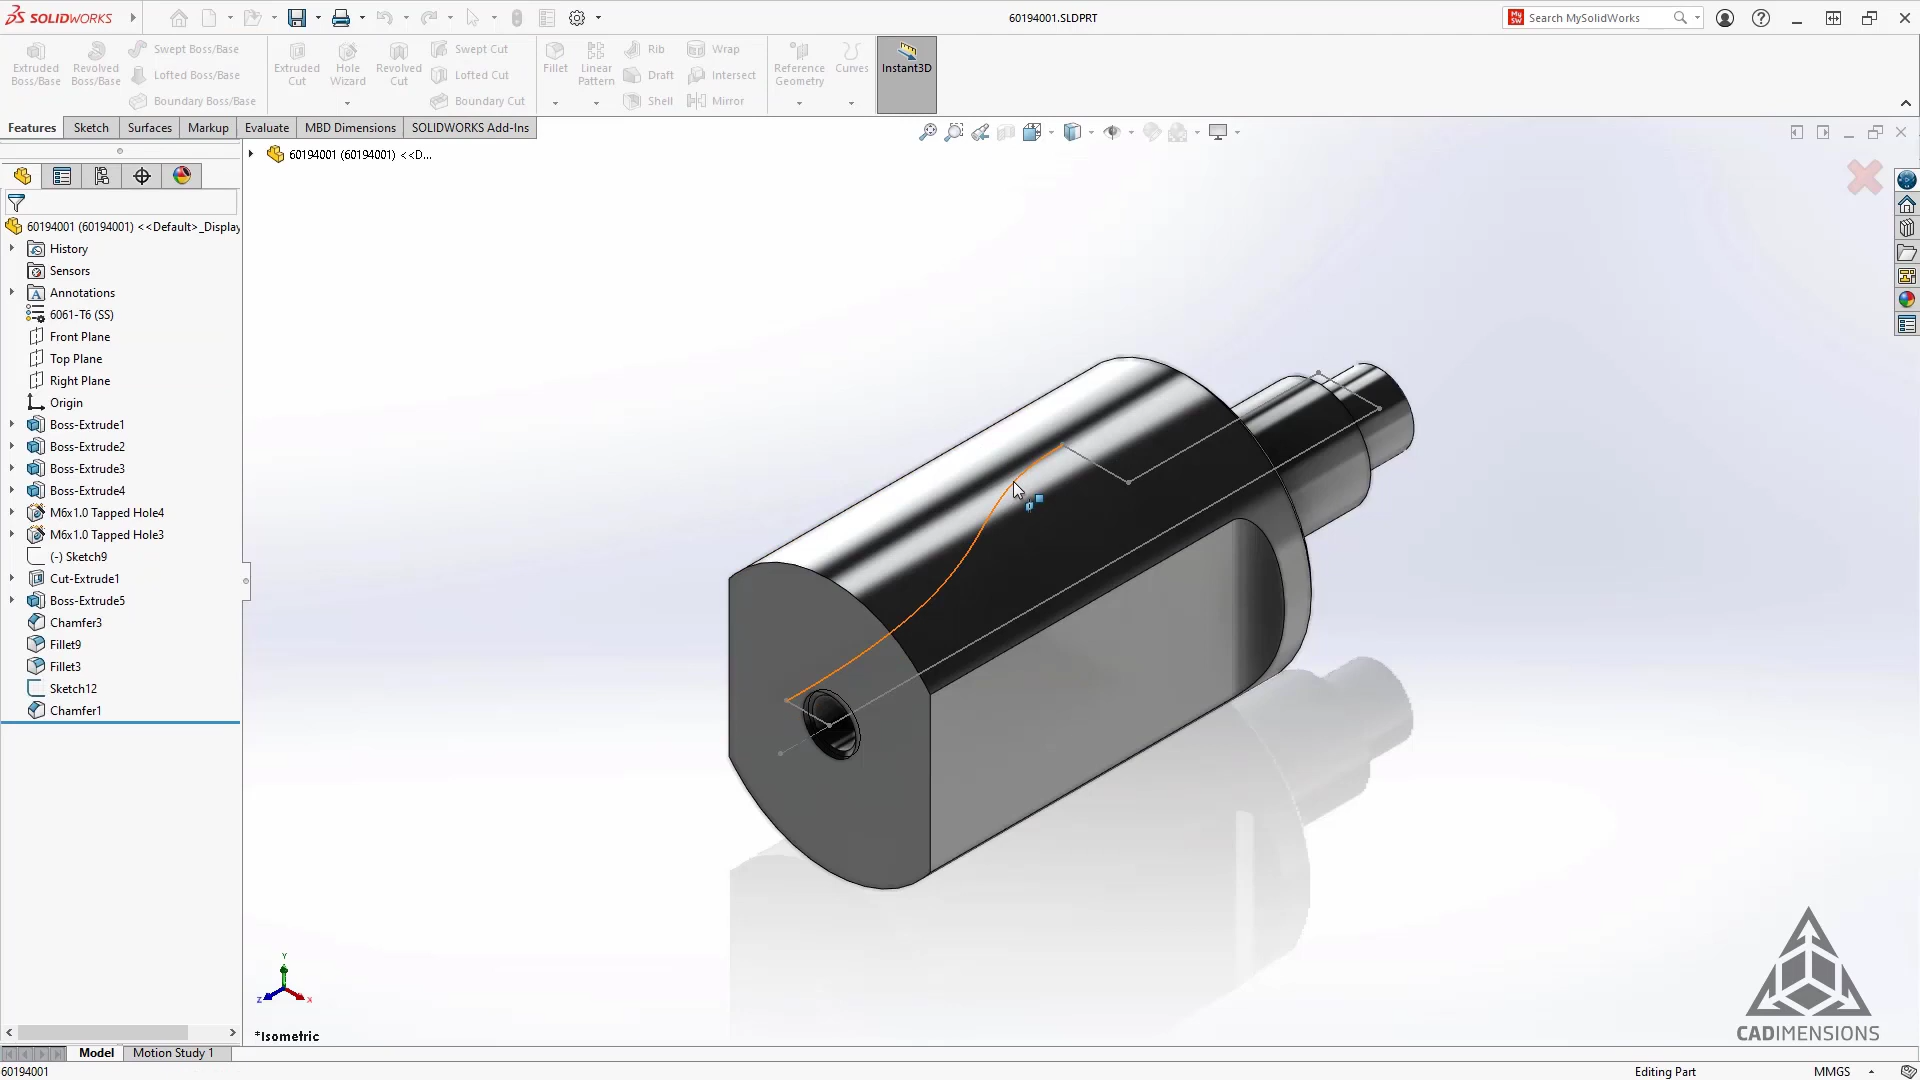 SOLIDWORKS
60194001.SLDPRT
Search MySolidWorks
Extruded Boss/Base
Revolved Boss/Base
Swept Boss/Base
Lofted Boss/Base
Boundary Boss/Base
Extruded Cut
Hole Wizard
Revolved Cut
Swept Cut
Lofted Cut
Boundary Cut
Fillet
Linear Pattern
Rib
Draft
Shell
Wrap
Intersect
Mirror
Reference Geometry
Curves
Instant3D
Features
Sketch
Surfaces
Markup
Evaluate
MBD Dimensions
SOLIDWORKS Add-Ins
60194001 (60194001) <<D...
60194001 (60194001) <<Default>_Display
History
Sensors
Annotations
6061-T6 (SS)
Front Plane
Top Plane
Right Plane
Origin
Boss-Extrude1
Boss-Extrude2
Boss-Extrude3
Boss-Extrude4
M6x1.0 Tapped Hole4
M6x1.0 Tapped Hole3
(-) Sketch9
Cut-Extrude1
Boss-Extrude5
Chamfer3
Fillet9
Fillet3
Sketch12
Chamfer1
Y
Z
X
*Isometric
CADIMENSIONS
Model
Motion Study 1
60194001
Editing Part
MMGS